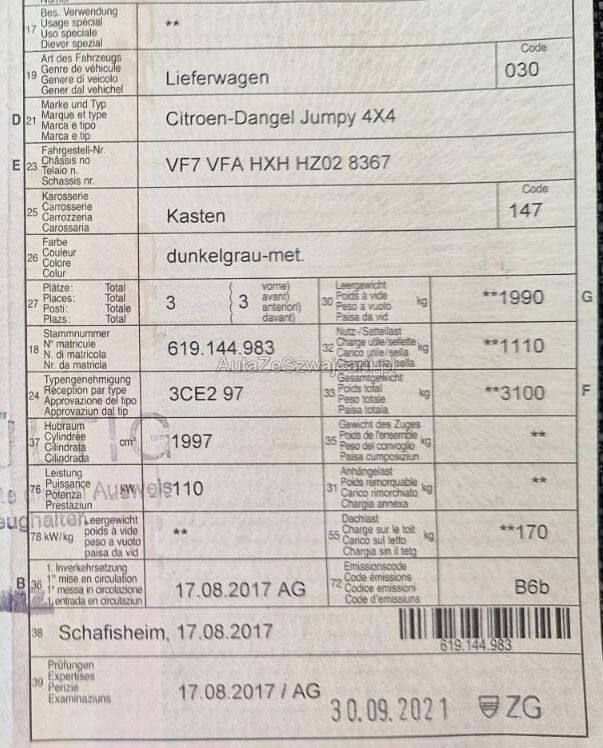 17 Bes. Verwendung
Usage spécial
Uso speciale
Diever spezial
**
19 Art des Fahrzeugs
Genre de véhicule
Genere di veicolo
Gener dal vehichel
Lieferwagen
Code
030
D 21 Marke und Typ
Marque et type
Marca e tipo
Marca e tip
Citroen-Dangel Jumpy 4X4
E 23 Fahrgestell-Nr.
Châssis no
Telaio n.
Schassis nr.
VF7 VFA HXH HZ02 8367
25 Karosserie
Carrosserie
Carrozzeria
Carossaria
Kasten
Code
147
26 Farbe
Couleur
Colore
Colur
dunkelgrau-met.
27 Plätze: Total
Places: Total
Posti: Totale
Plazs: Total
3
( vorne)
( 3 avant)
( anteriori)
davant)
30 Leergewicht
Poids à vide
Peso a vuoto
Paisa da vid
kg
**1990
G
18 Stammnummer
N° matricule
N. di matricola
Nr. da matricla
619.144.983
32 Nutz-/Sattellast
Charge utile/sellette
Carico utile/sella
kg
**1110
AutaZeSzwajcarii.pl
24 Typengenehmigung
Réception par type
Approvazione del tipo
Approvaziun dal tip
3CE2 97
33 Gesamtgewicht
Poids total
Peso totale
Paisa totala
kg
**3100
F
37 Hubraum
Cylindrée
Cilindrata
Cilindrada
cm³
1997
35 Gewicht des Zuges
Poids de l'ensemble
Peso del convoglio
Paisa cumposiziun
kg
**
76 Leistung
Puissance
Potenza
Prestaziun
kW
110
Ausweis
31 Anhängelast
Poids remorquable
Carico rimorchiato
Chargia annexa
kg
**
78 kW/kg
Leergewicht
poids à vide
peso a vuoto
paisa da vid
**
55 Dachlast
Charge sur le toit
Carico sul tetto
Chargia sin il tetg
kg
**170
B 36 1. Inverkehrsetzung
1re mise en circulation
1a messa in circolazione
1. entrada en circulaziun
17.08.2017 AG
72 Emissionscode
Code émissions
Codice emissioni
Code d'emissiuns
B6b
38 Schafisheim, 17.08.2017
619.144.983
39 Prüfungen
Expertises
Perizie
Examinaziuns
17.08.2017 / AG
30.09.2021 ZG